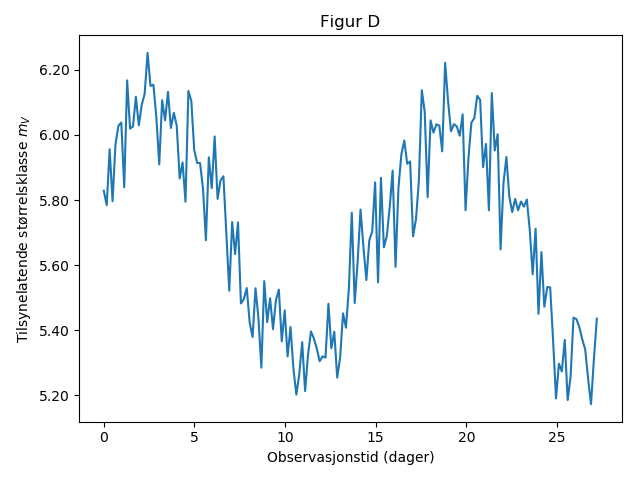 Figur D
Tilsynelatende størrelsklasse $m_V$
6.20
6.00
5.80
5.60
5.40
5.20
0 5 10 15 20 25
Observasjonstid (dager)